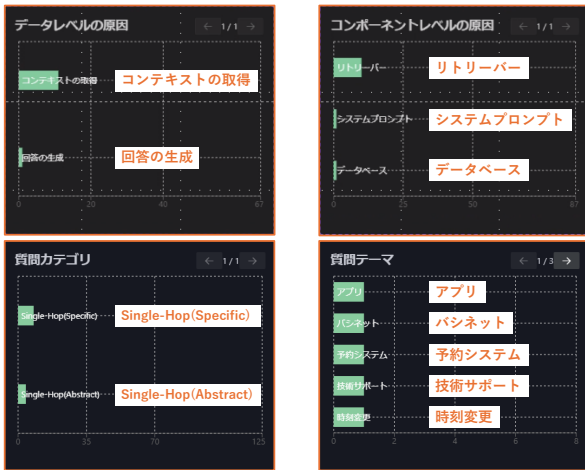 データレベルの原因
← 1 / 1 →
コンテキストの取得 コンテキストの取得
回答の生成 回答の生成
0 20 40 67
コンポーネントレベルの原因
← 1 / 1 →
リトリーバー リトリーバー
システムプロンプト システムプロンプト
データベース データベース
0 25 50 87
質問カテゴリ
← 1 / 1 →
Single-Hop(Specific) Single-Hop(Specific)
Single-Hop(Abstract) Single-Hop(Abstract)
0 35 70 125
質問テーマ
← 1 / 3 →
アプリ アプリ
バシネット バシネット
予約システム 予約システム
技術サポート 技術サポート
時刻変更 時刻変更
0 2 4 6 8